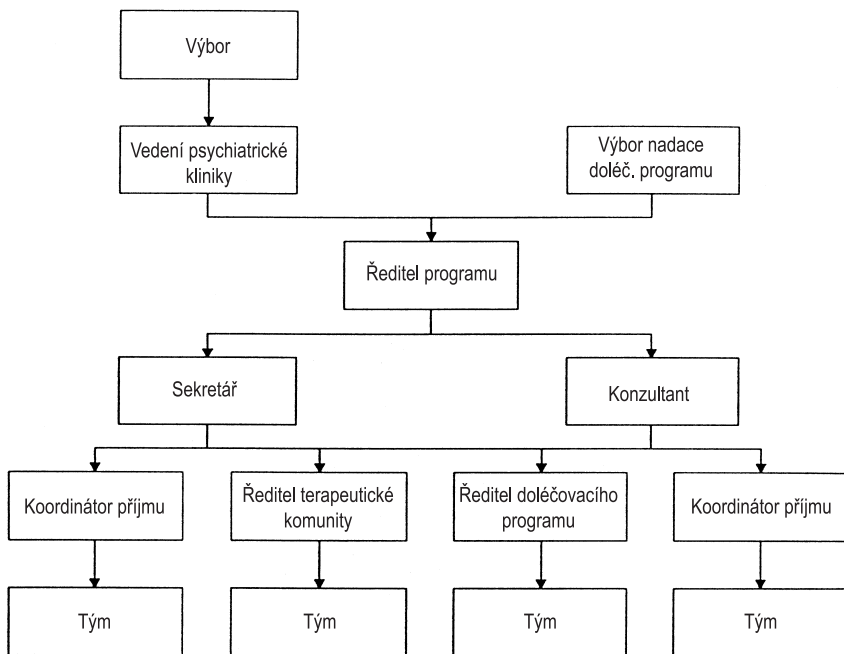 Výbor
Vedení psychiatrické
kliniky
Výbor nadace
doléč. programu
Ředitel programu
Sekretář
Konzultant
Koordinátor příjmu
Ředitel terapeutické
komunity
Ředitel doléčovacího
programu
Koordinátor příjmu
Tým
Tým
Tým
Tým